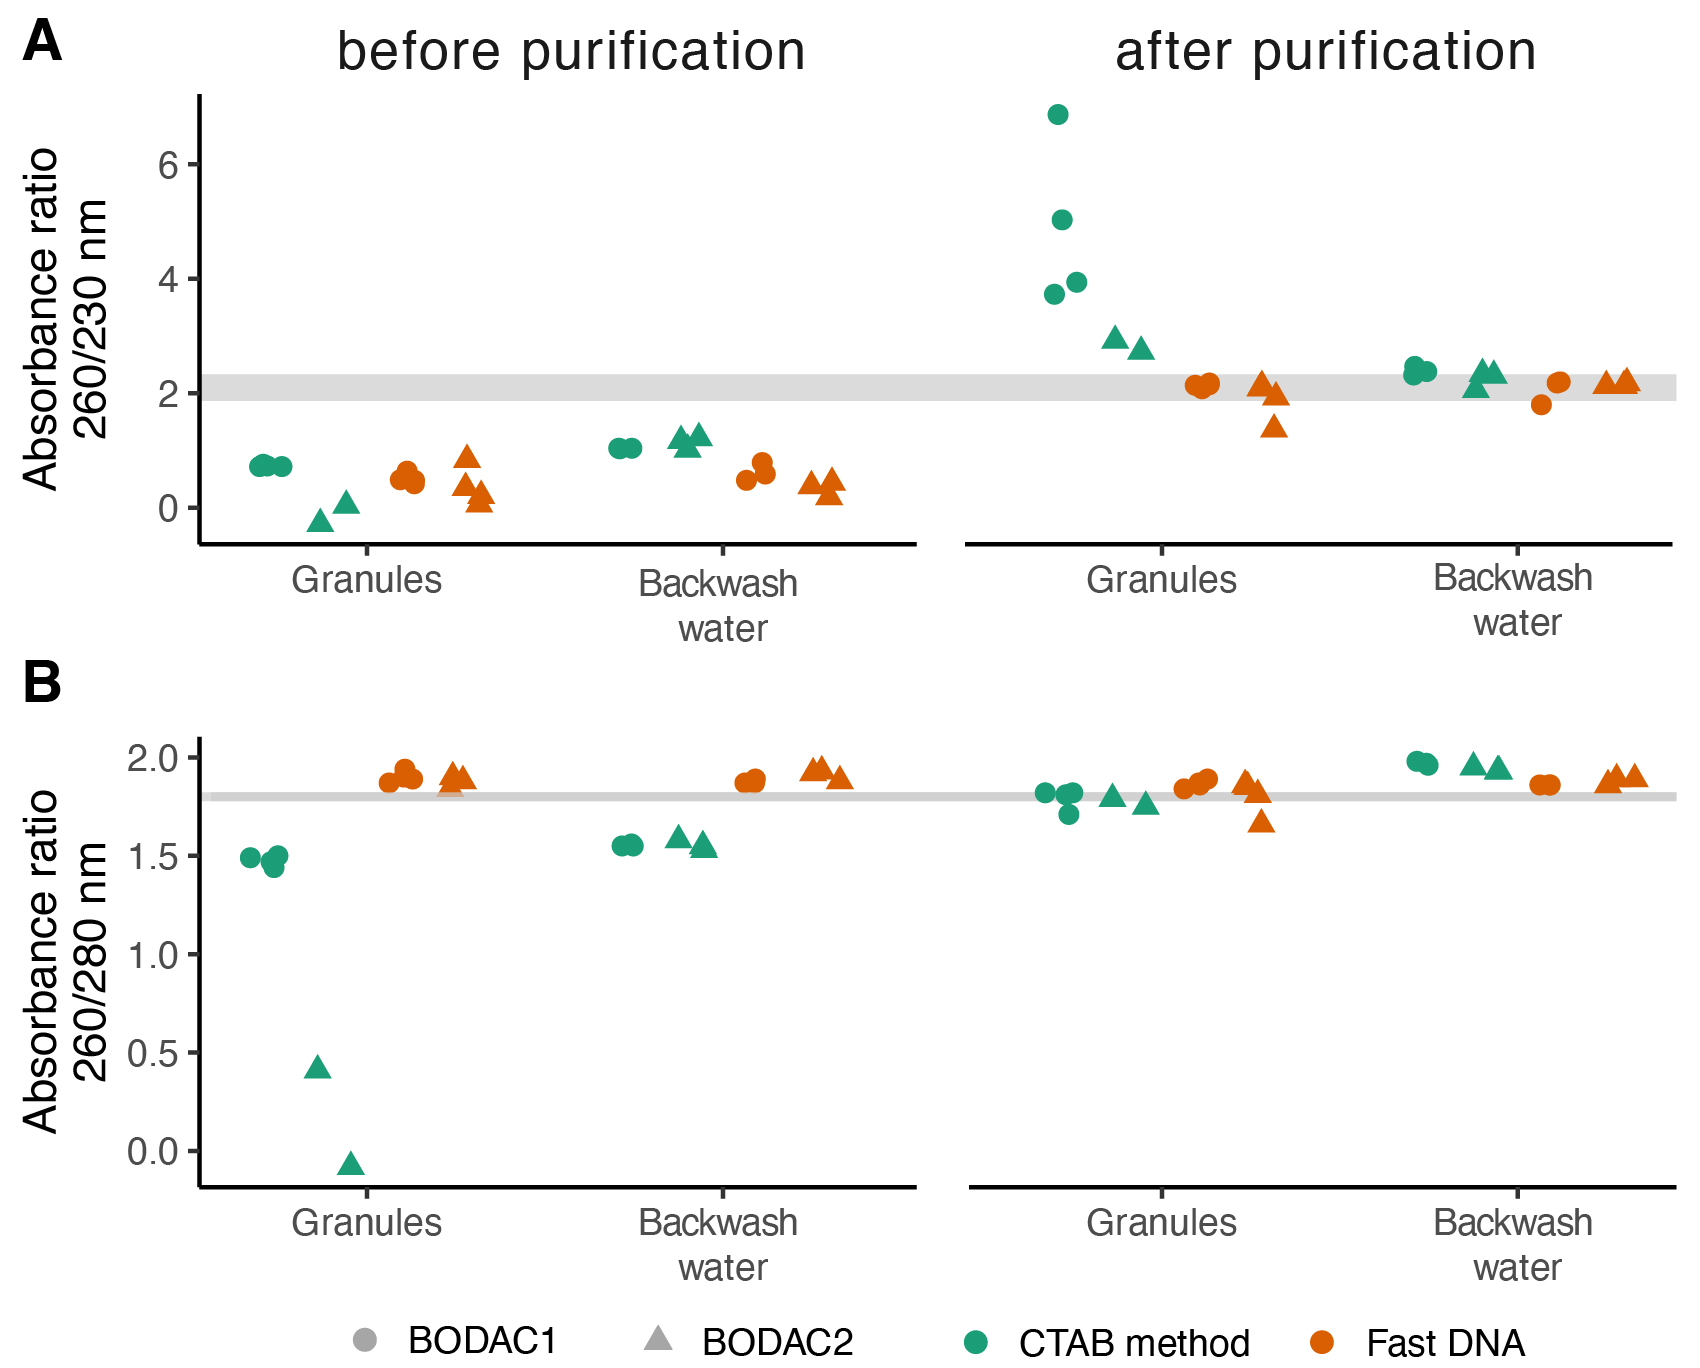 A
before purification
after purification
Absorbance ratio
260/230 nm
6
4
2
0
Granules
Backwash
water
Granules
Backwash
water
B
Absorbance ratio
260/280 nm
2.0
1.5
1.0
0.5
0.0
Granules
Backwash
water
Granules
Backwash
water
BODAC1
BODAC2
CTAB method
Fast DNA